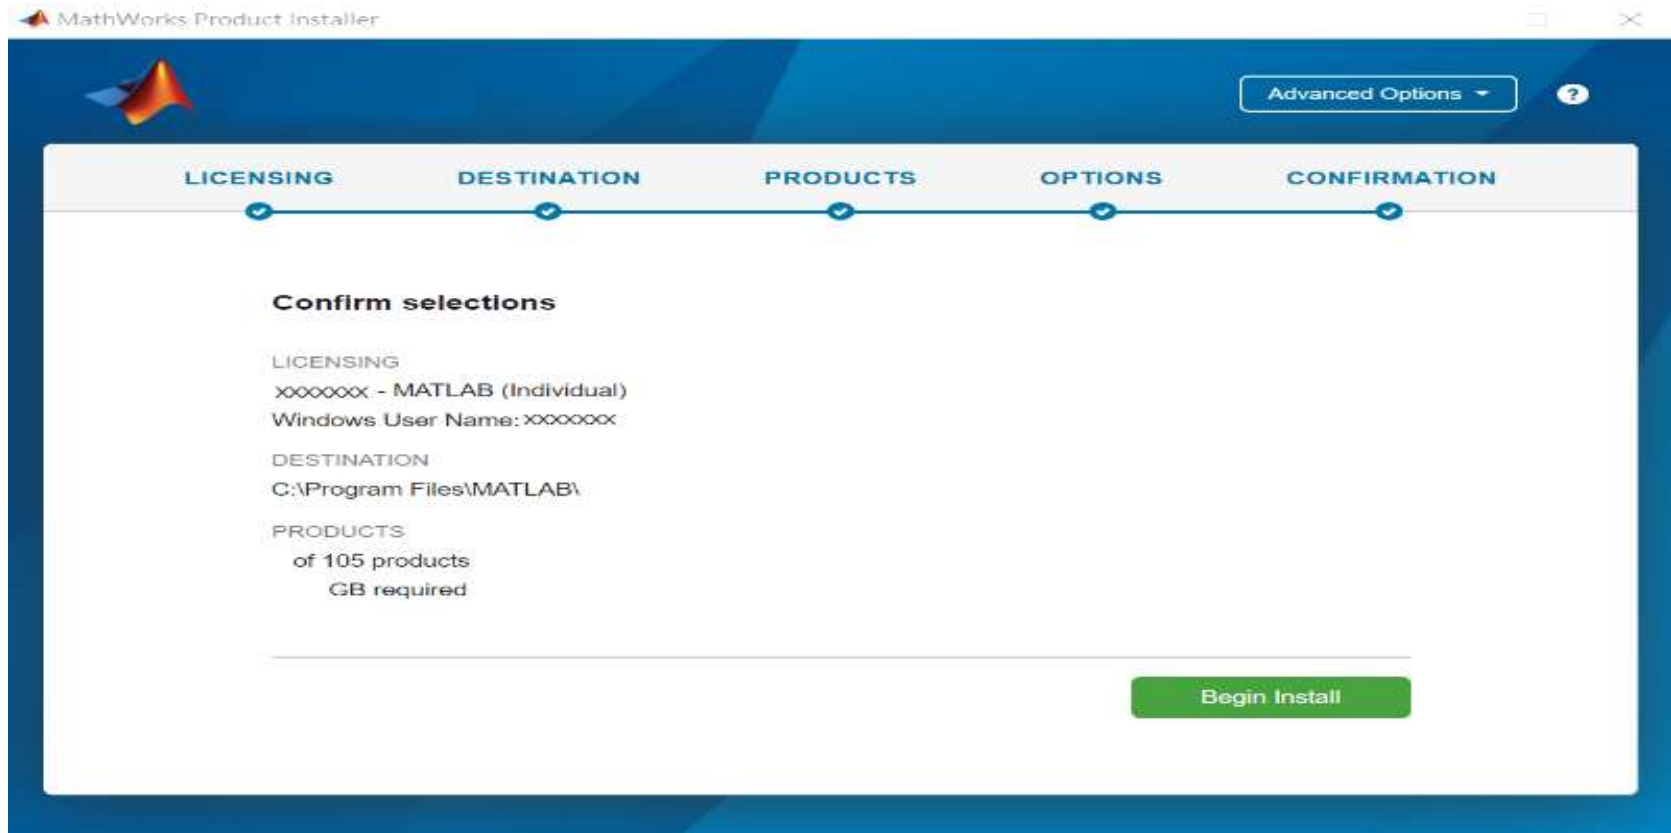 MathWorks Product Installer
Advanced Options
?
LICENSING DESTINATION PRODUCTS OPTIONS CONFIRMATION
Confirm selections
LICENSING
xxxxxxx - MATLAB (Individual)
Windows User Name: xxxxxxx
DESTINATION
C:\Program Files\MATLAB\
PRODUCTS
of 105 products
GB required
Begin Install